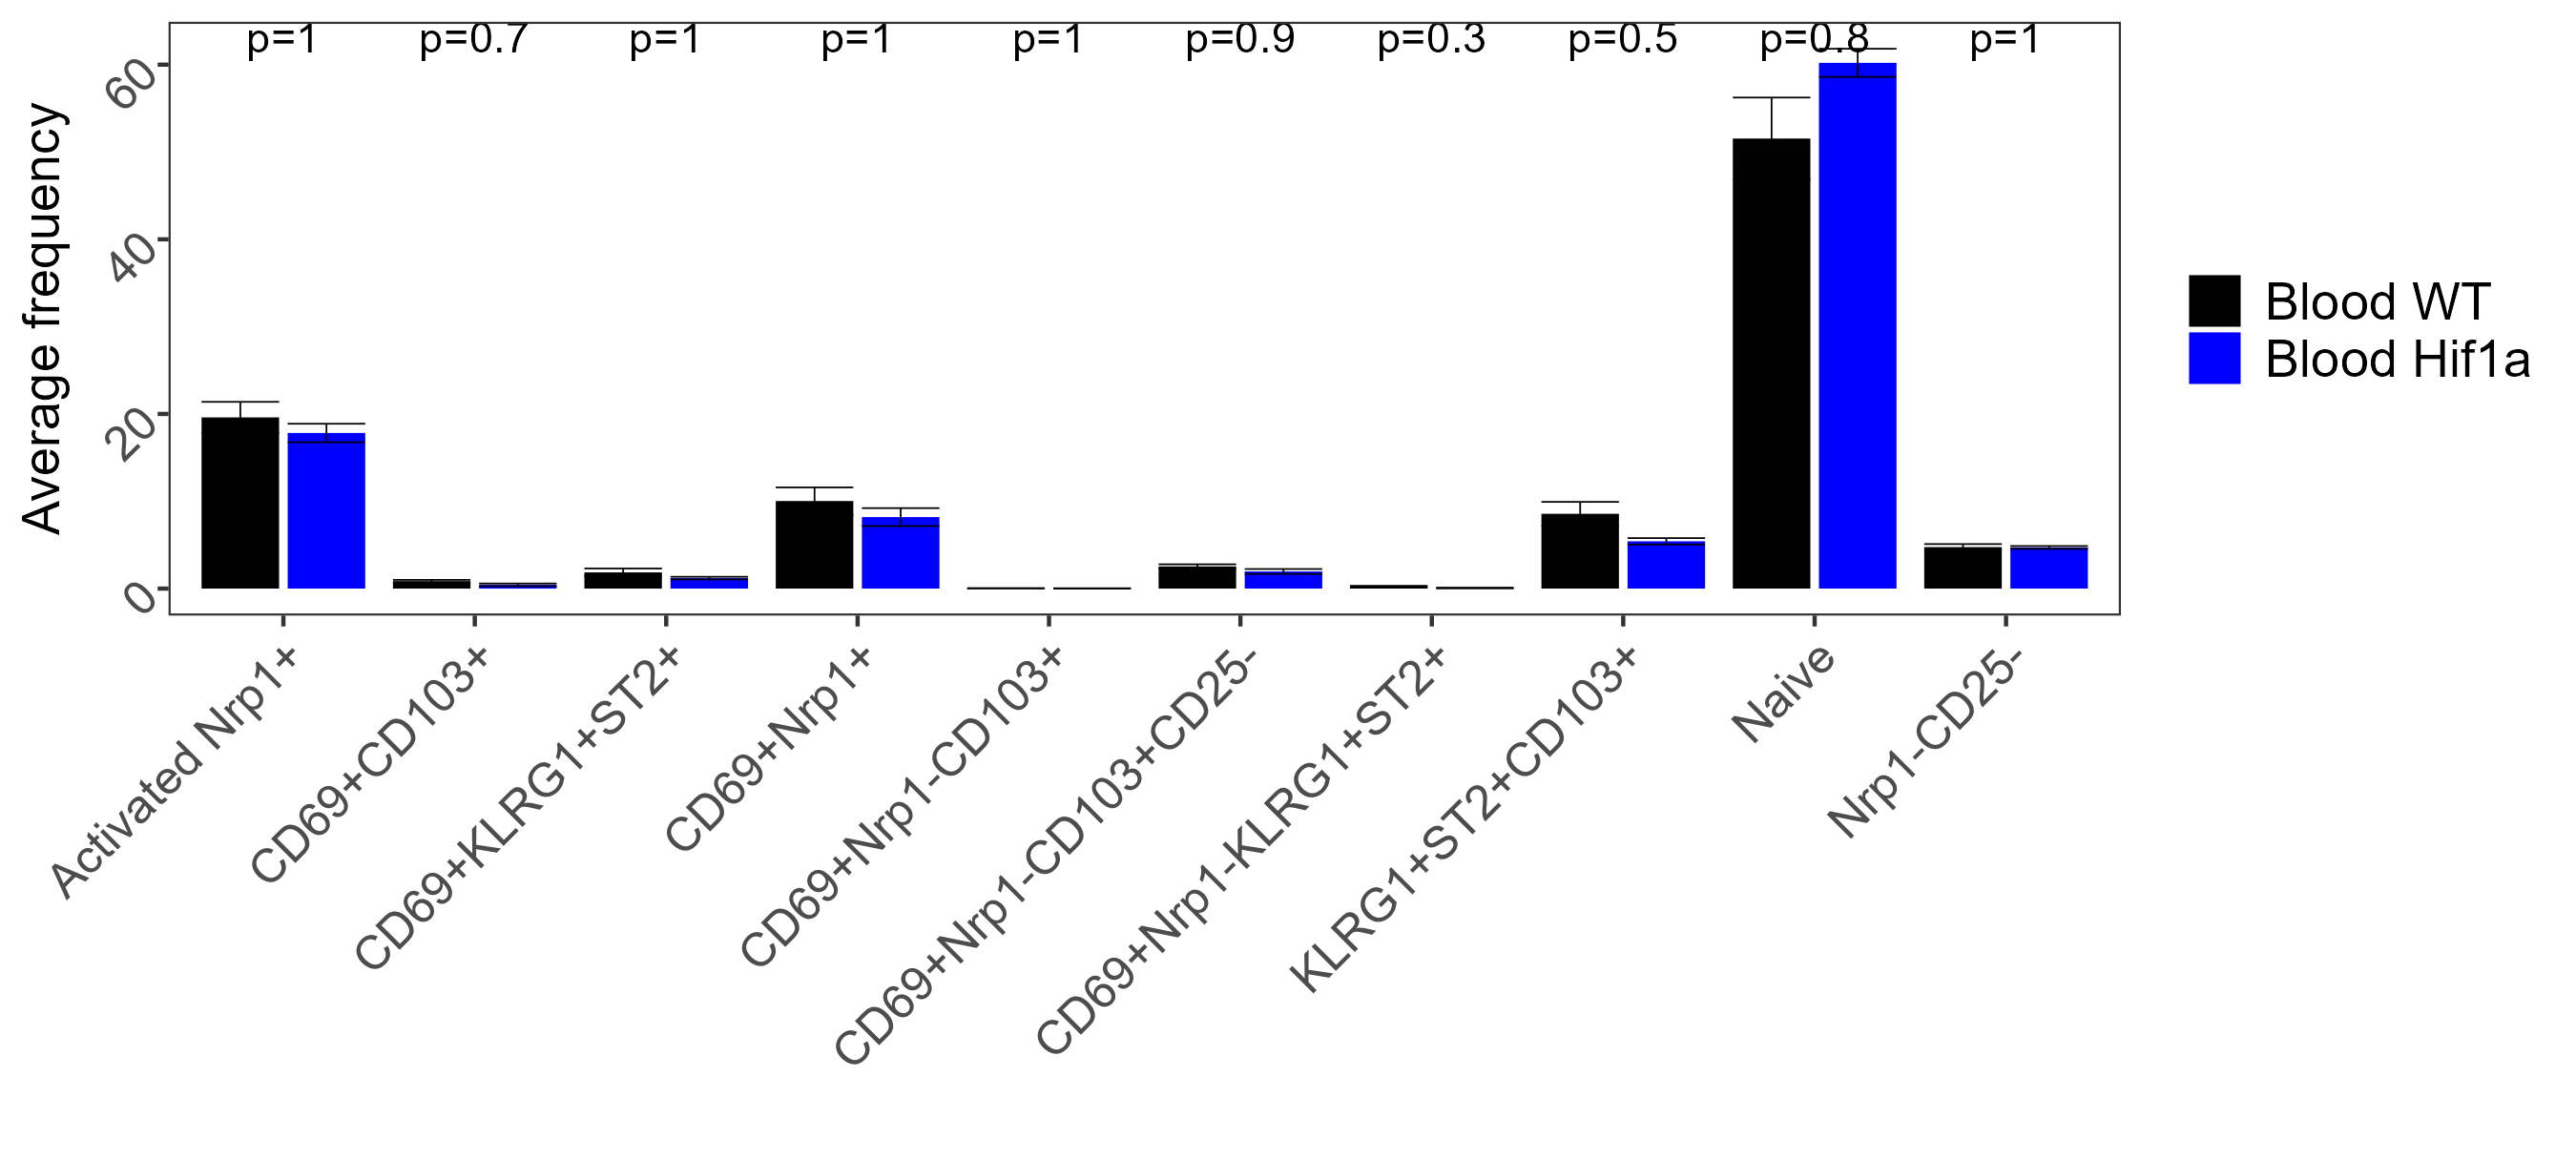 p=1 p=0.7 p=1 p=1 p=1 p=0.9 p=0.3 p=0.5 p=0.8 p=1
Average frequency
60
40
20
0
Blood WT
Blood Hif1a
Activated Nrp1+
CD69+CD103+
CD69+KLRG1+ST2+
CD69+Nrp1+
CD69+Nrp1-CD103+
CD69+Nrp1-CD103+CD25-
CD69+Nrp1-KLRG1+ST2+
KLRG1+ST2+CD103+
Naive
Nrp1-CD25-